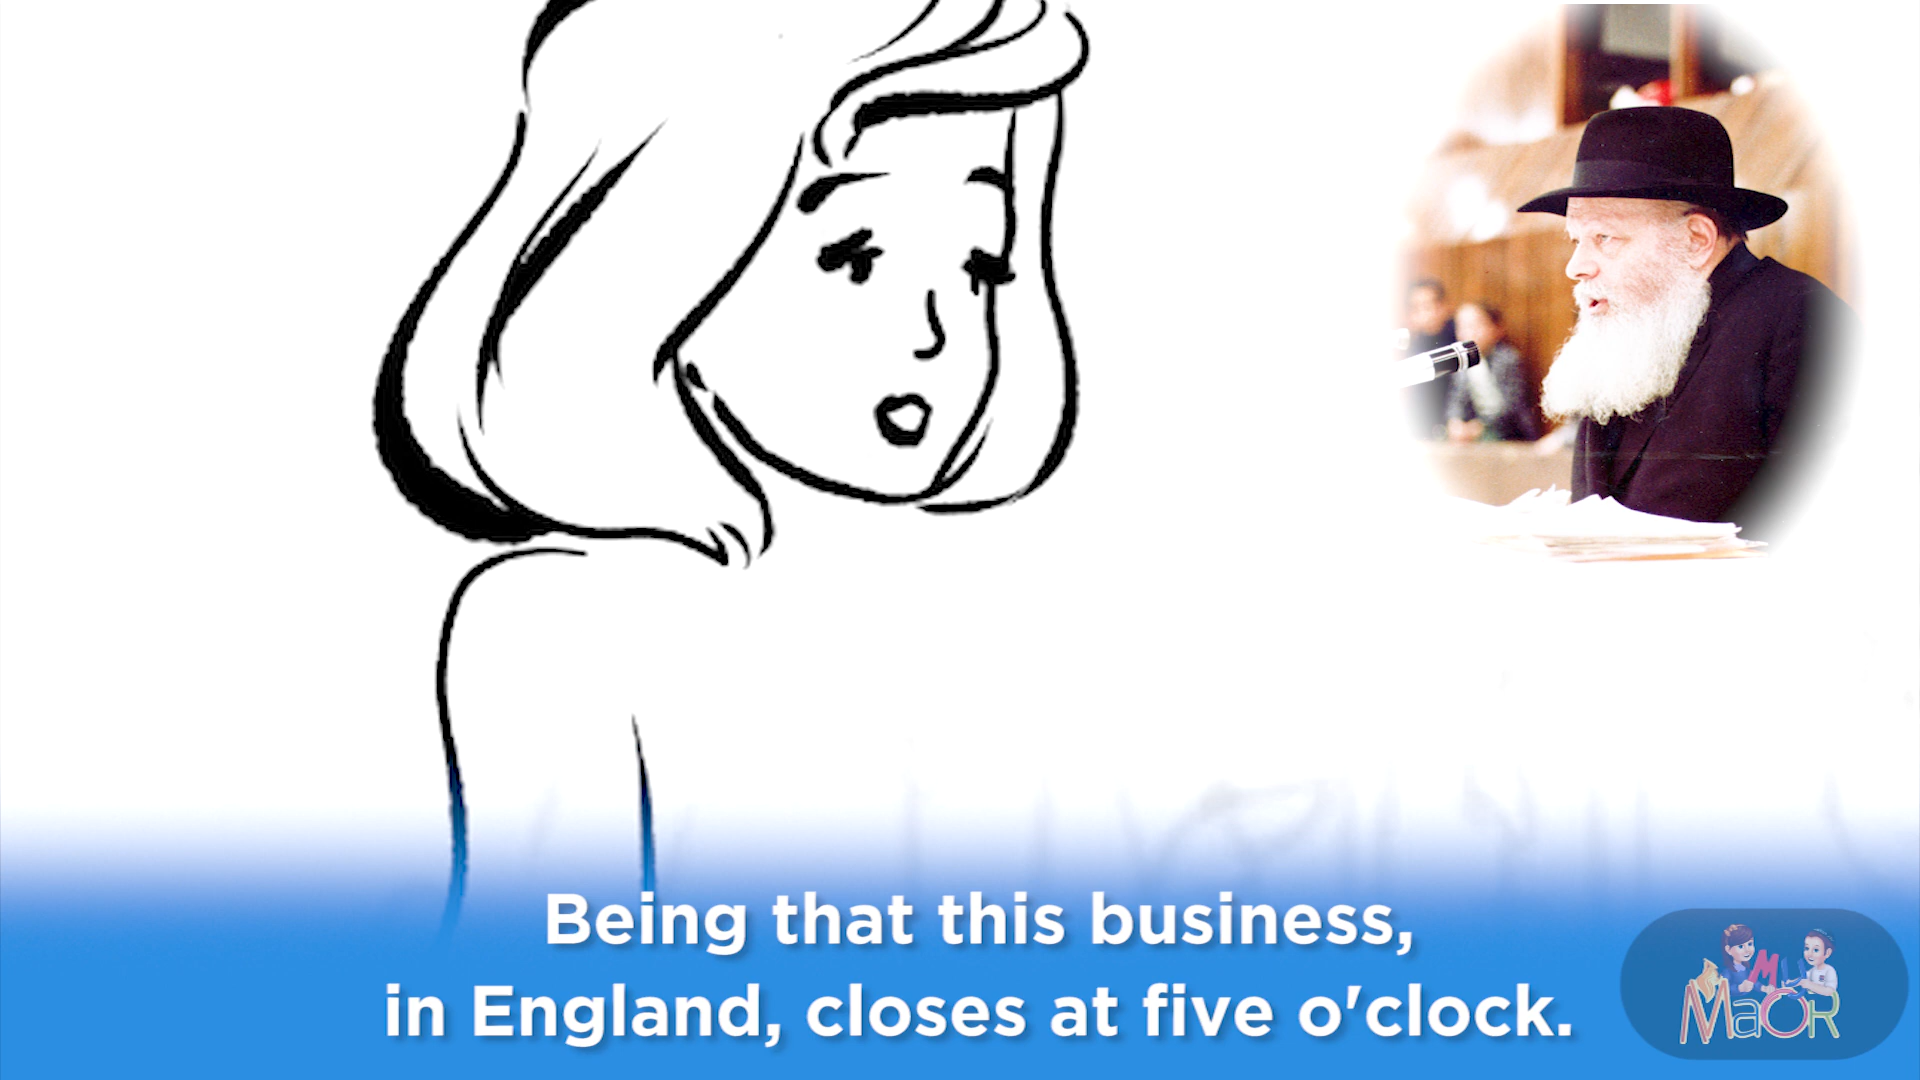 Being that this business,
in England, closes at five o'clock.
MaOR